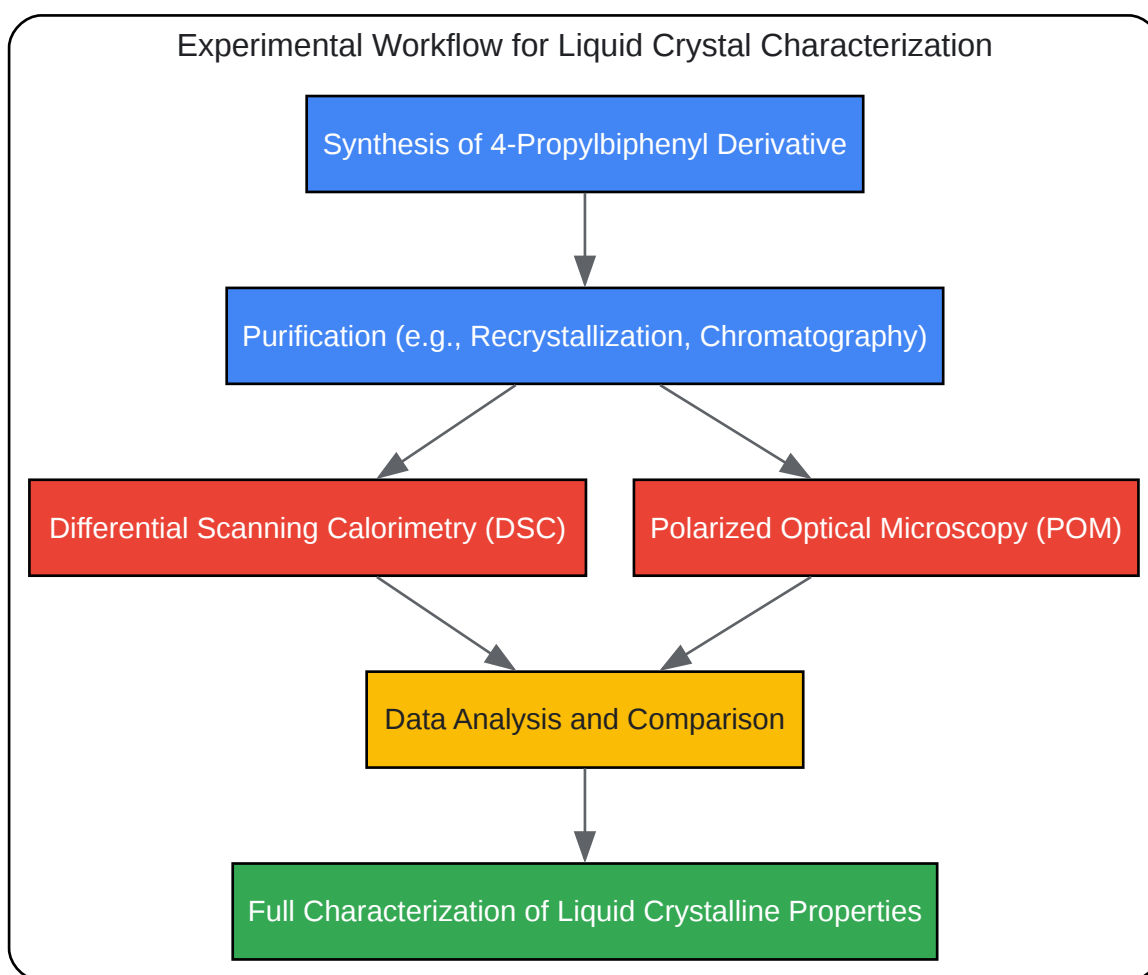 Experimental Workflow for Liquid Crystal Characterization
Synthesis of 4-Propylbiphenyl Derivative
Purification (e.g., Recrystallization, Chromatography)
Differential Scanning Calorimetry (DSC)
Polarized Optical Microscopy (POM)
Data Analysis and Comparison
Full Characterization of Liquid Crystalline Properties